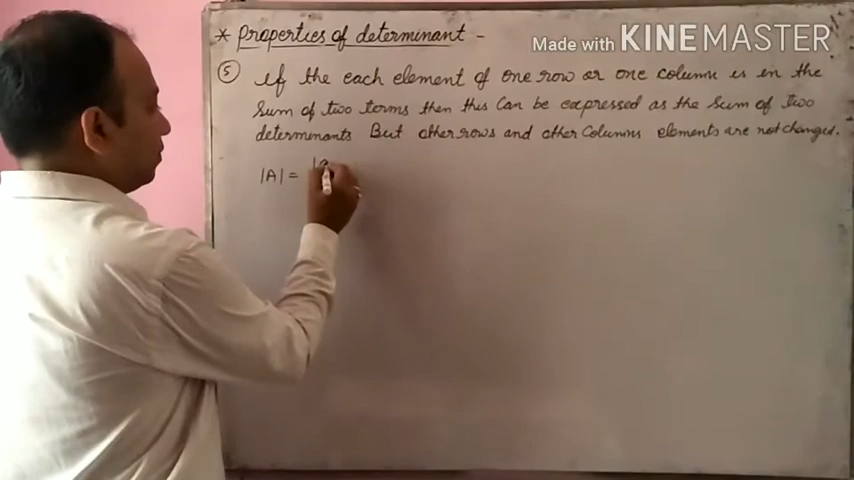 * Properties of determinant -
Made with KINEMASTER
⑤ if the each element of one row or one column is in the
Sum of two terms then this Can be expressed as the Sum of Two
determinants But other rows and other Columns elements are not changed.
|A| = |a